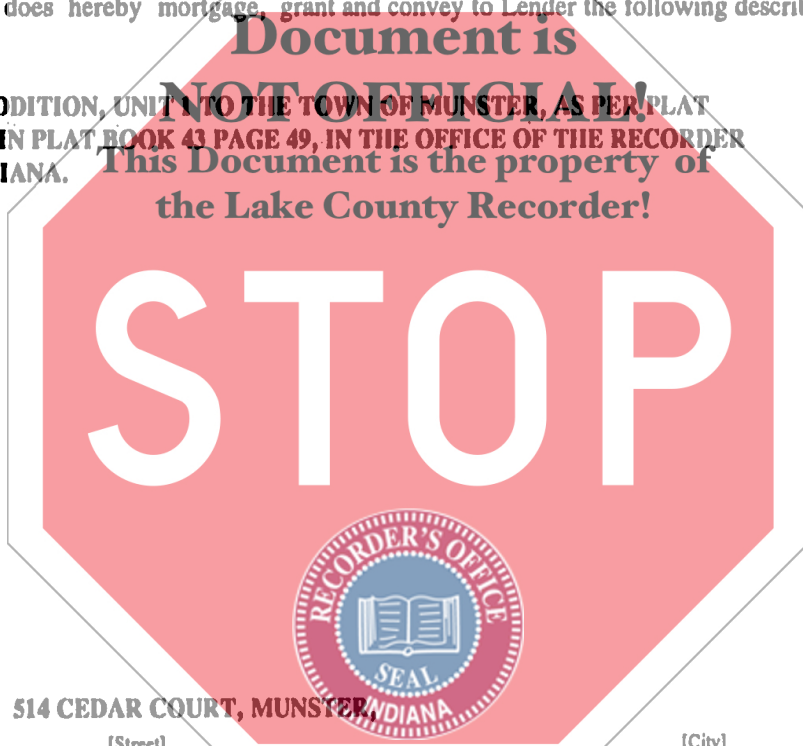 does hereby mortgage, grant and convey to Lender the following describ
Document is
NOT OFFICIAL!
DDITION, UNIT 1 TO THE TOWN OF MUNSTER, AS PER PLAT
IN PLAT BOOK 43 PAGE 49, IN THE OFFICE OF THE RECORDER
IANA.
This Document is the property of
the Lake County Recorder!
STOP
RECORDER'S OFFICE
SEAL
INDIANA
514 CEDAR COURT, MUNSTER,
[Street]
[City]